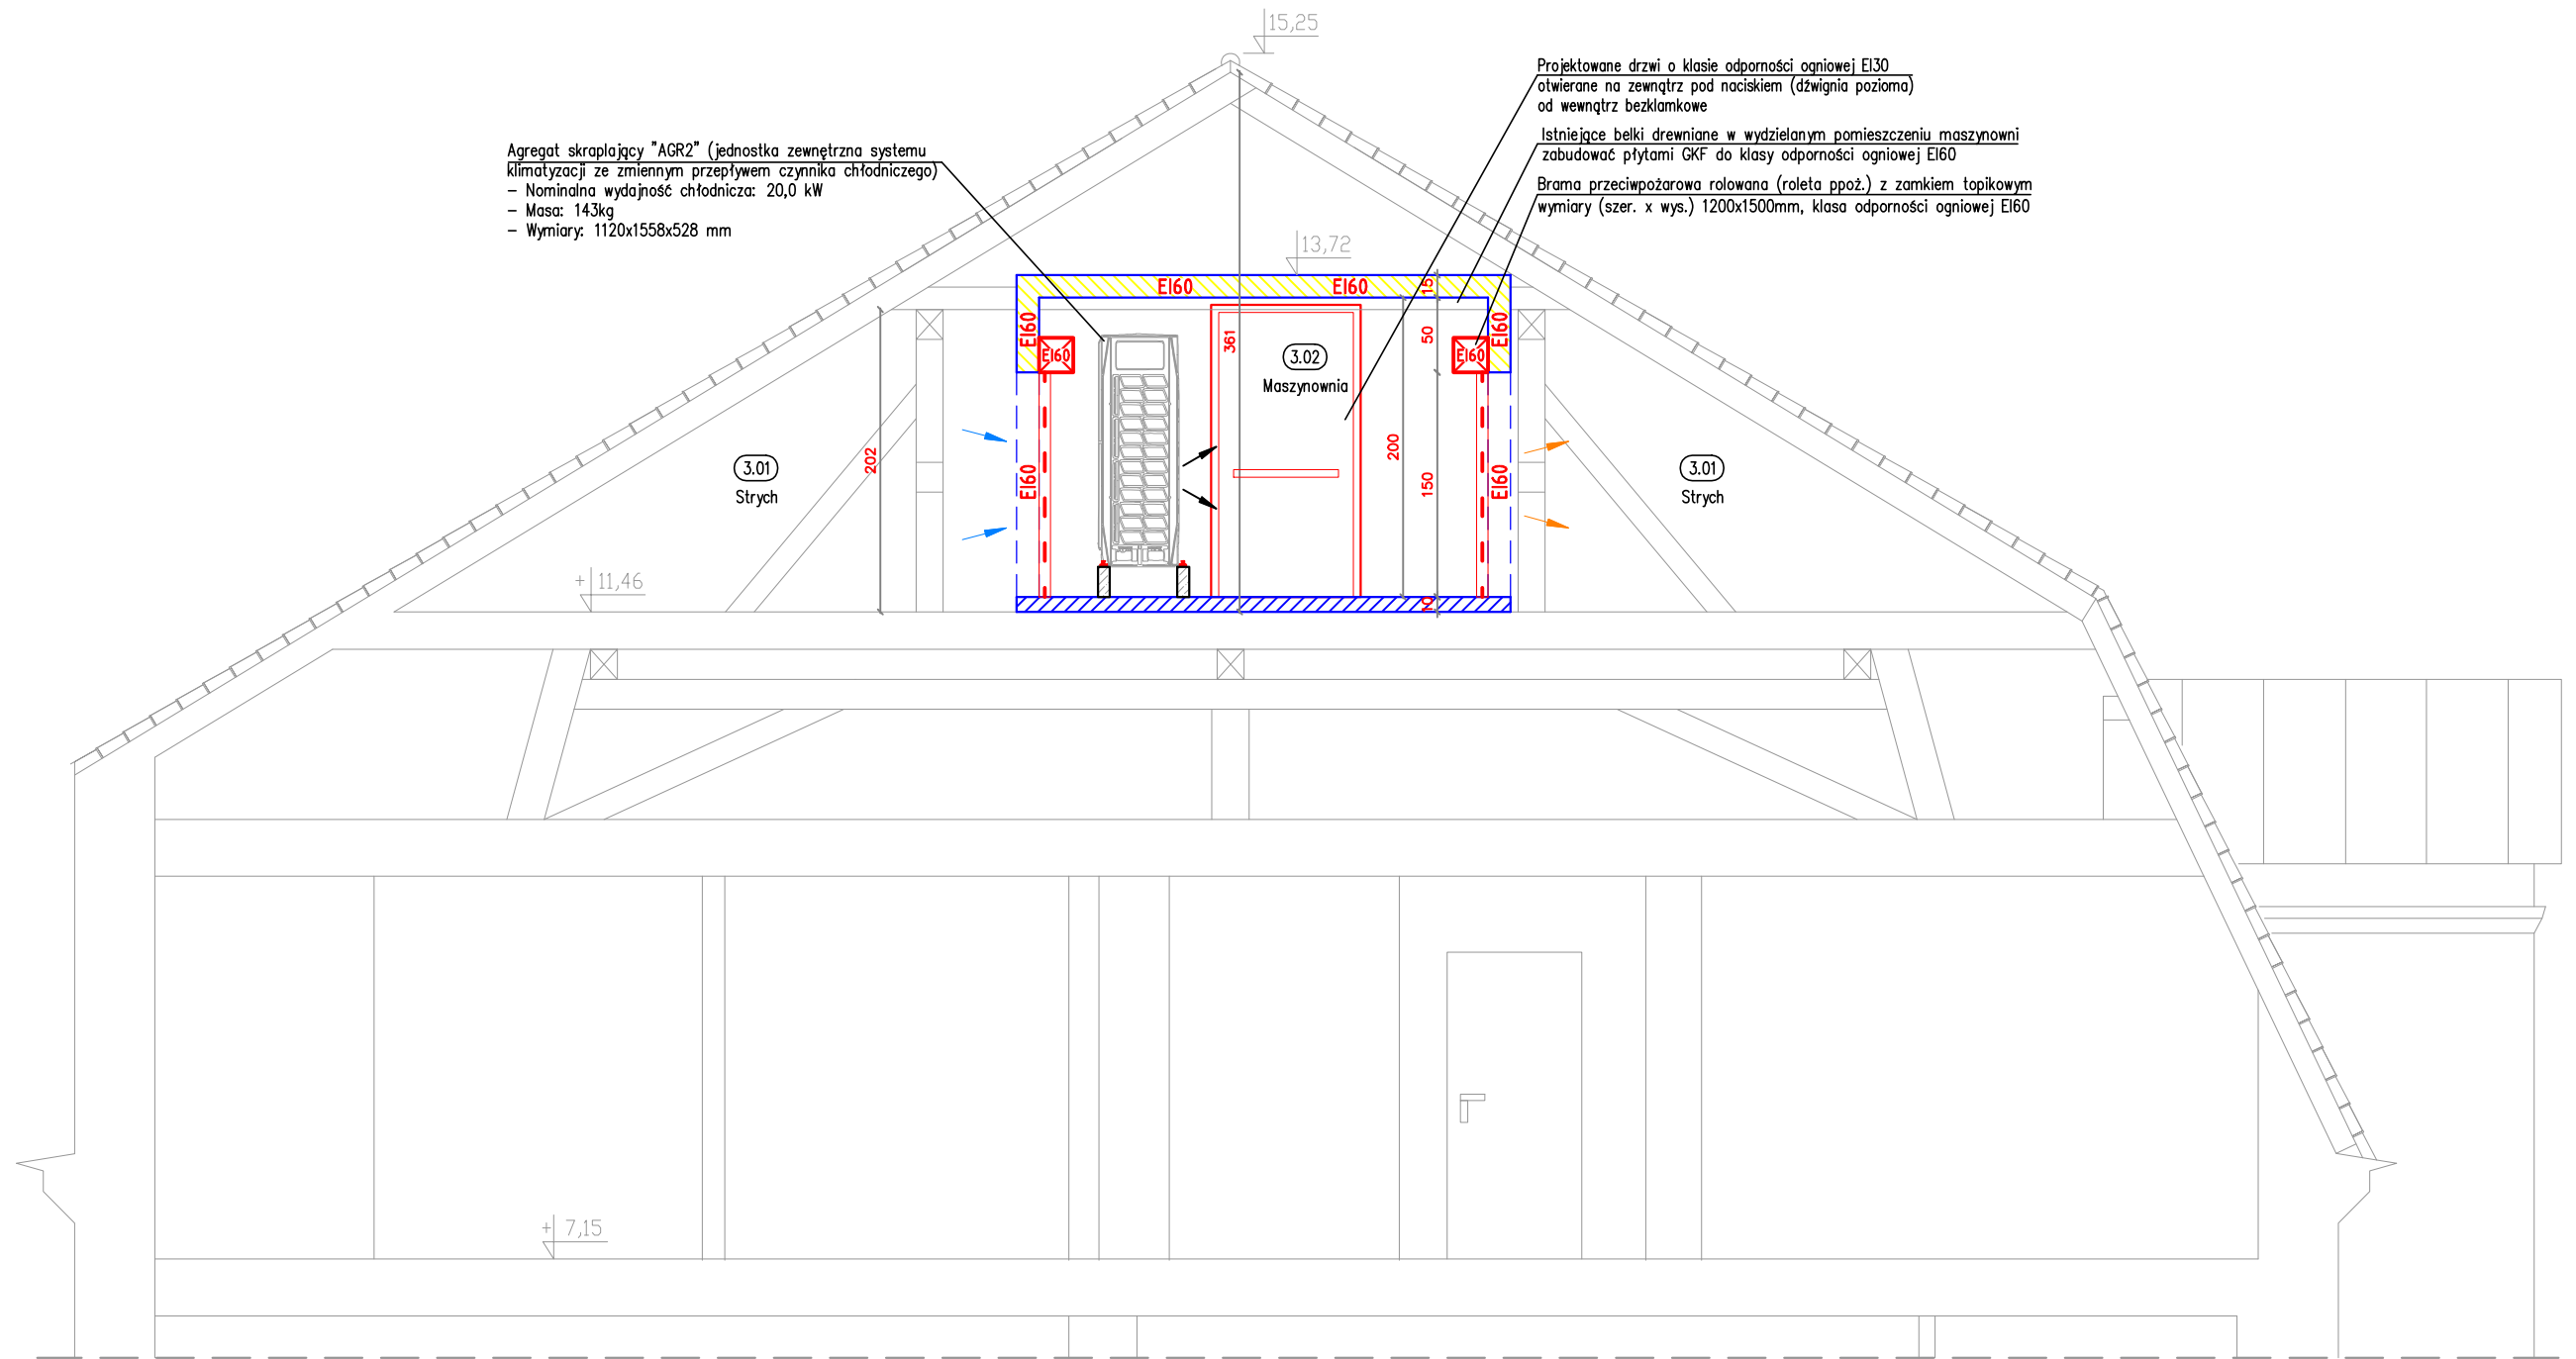 15,25
Projektowane drzwi o klasie odporności ogniowej EI30
otwierane na zewnątrz pod naciskiem (dźwignia pozioma)
od wewnątrz bezklamkowe
Istniejące belki drewniane w wydzielanym pomieszczeniu maszynowni
zabudować płytami GKF do klasy odporności ogniowej EI60
Brama przeciwpożarowa rolowana (roleta ppoż.) z zamkiem topikowym
wymiary (szer. x wys.) 1200x1500mm, klasa odporności ogniowej EI60
Agregat skraplający "AGR2" (jednostka zewnętrzna systemu
klimatyzacji ze zmiennym przepływem czynnika chłodniczego)
- Nominalna wydajność chłodnicza: 20,0 kW
- Masa: 143kg
- Wymiary: 1120x1558x528 mm
13,72
EI60
EI60
15
EI60
EI60
361
50
EI60
EI60
3.02
Maszynownia
202
200
150
EI60
EI60
3.01
Strych
3.01
Strych
+ 11,46
10
+ 7,15